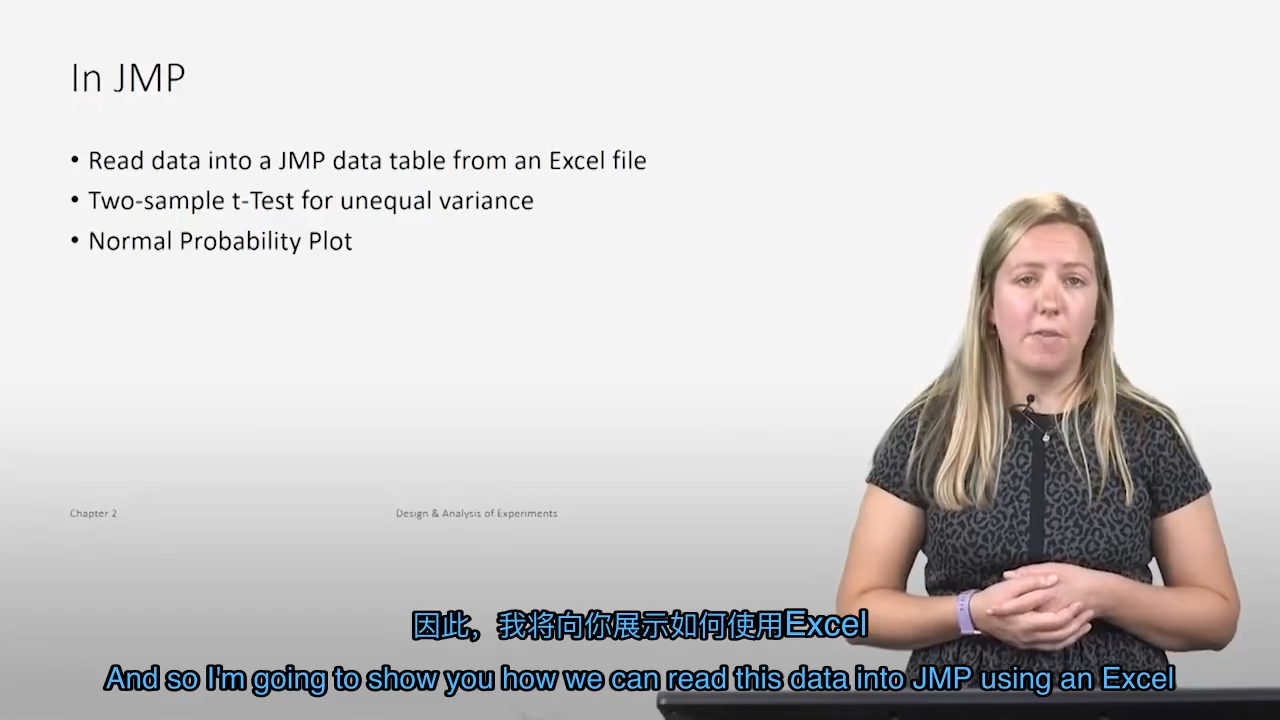 In JMP
• Read data into a JMP data table from an Excel file
• Two-sample t-Test for unequal variance
• Normal Probability Plot
Chapter 2
Design & Analysis of Experiments
因此，我将向你展示如何使用Excel
And so I'm going to show you how we can read this data into JMP using an Excel